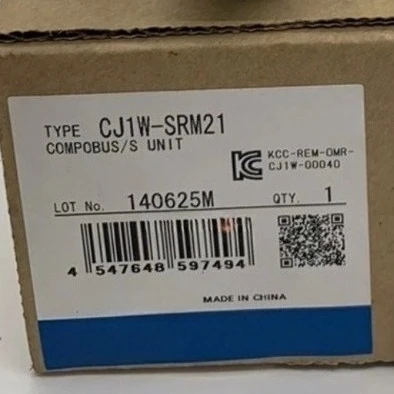 TYPE CJ1W-SRM21
COMPOBUS/S UNIT
KCC-REM-OMR-
CJ1W-00040
LOT No. 140625M QTY. 1
4 547648 597494
MADE IN CHINA